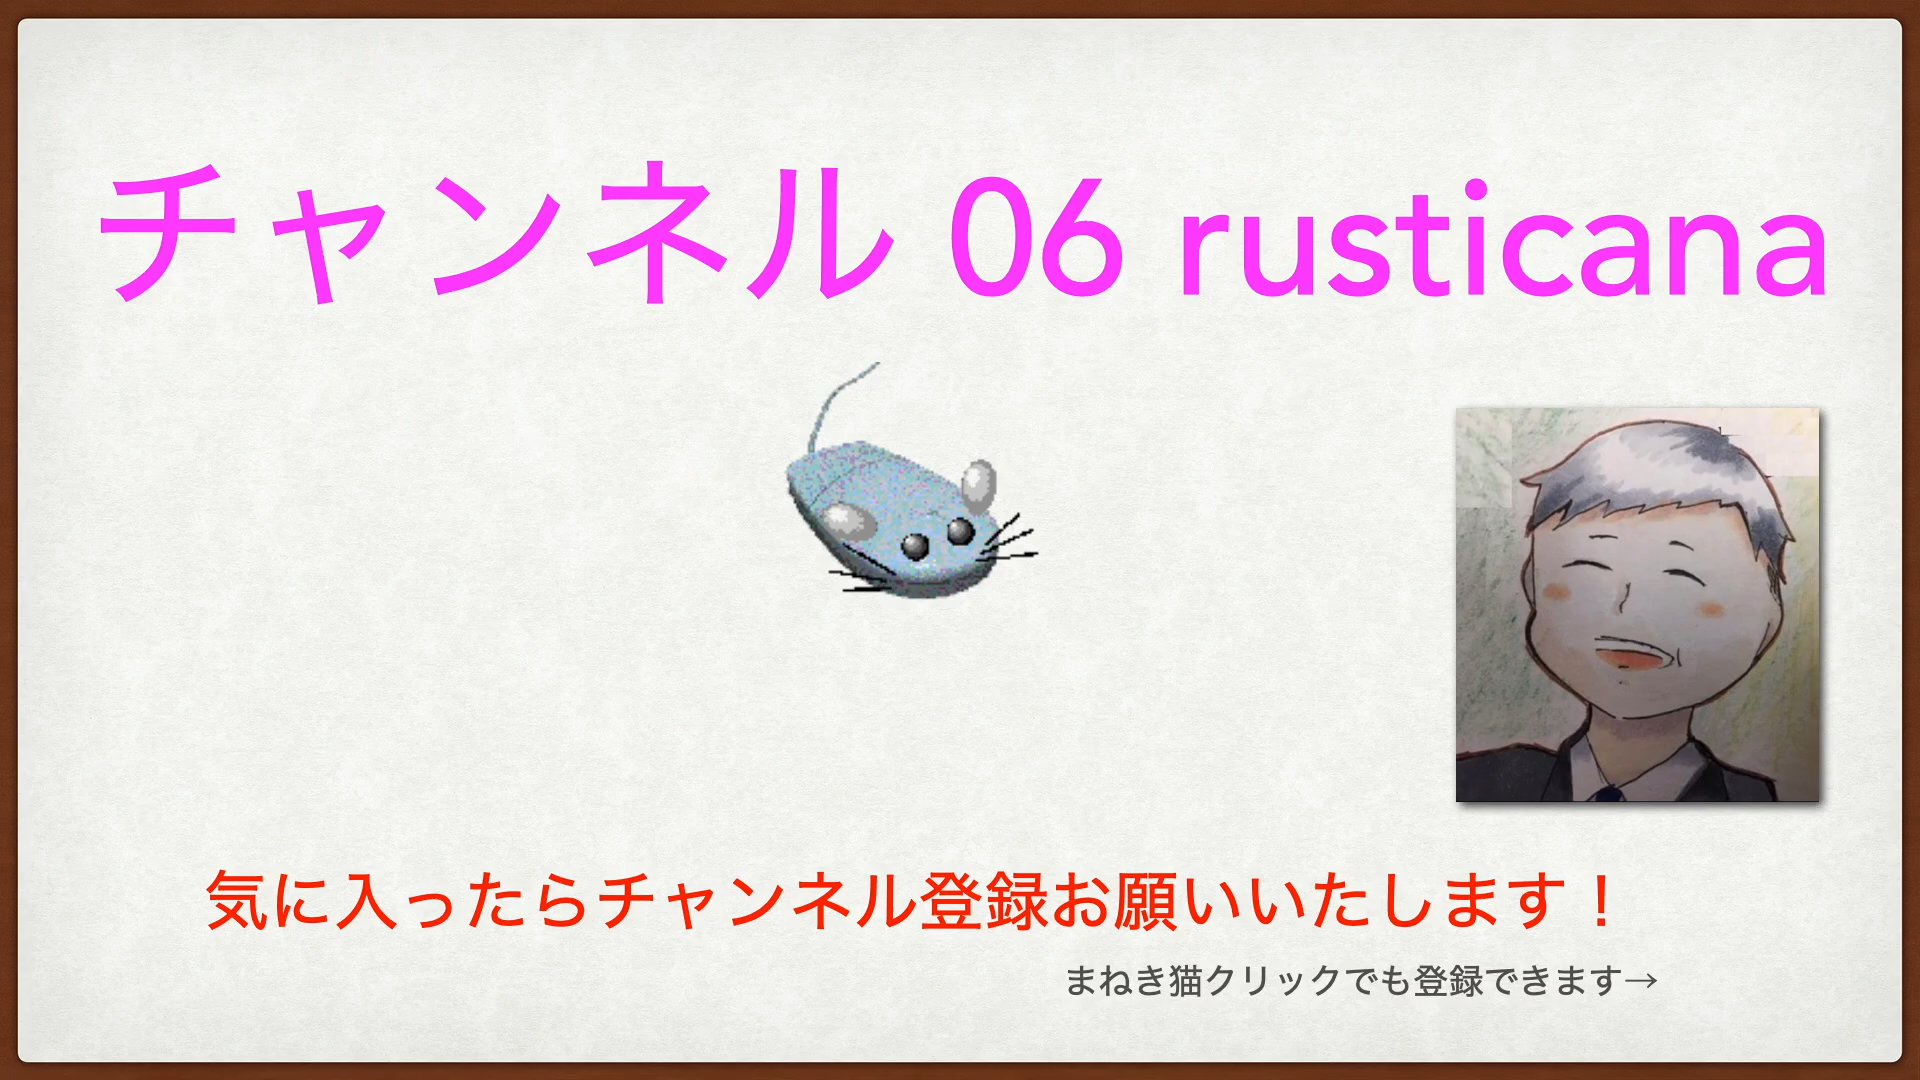 チャンネル 06 rusticana
気に入ったらチャンネル登録お願いいたします！
まねき猫クリックでも登録できます→